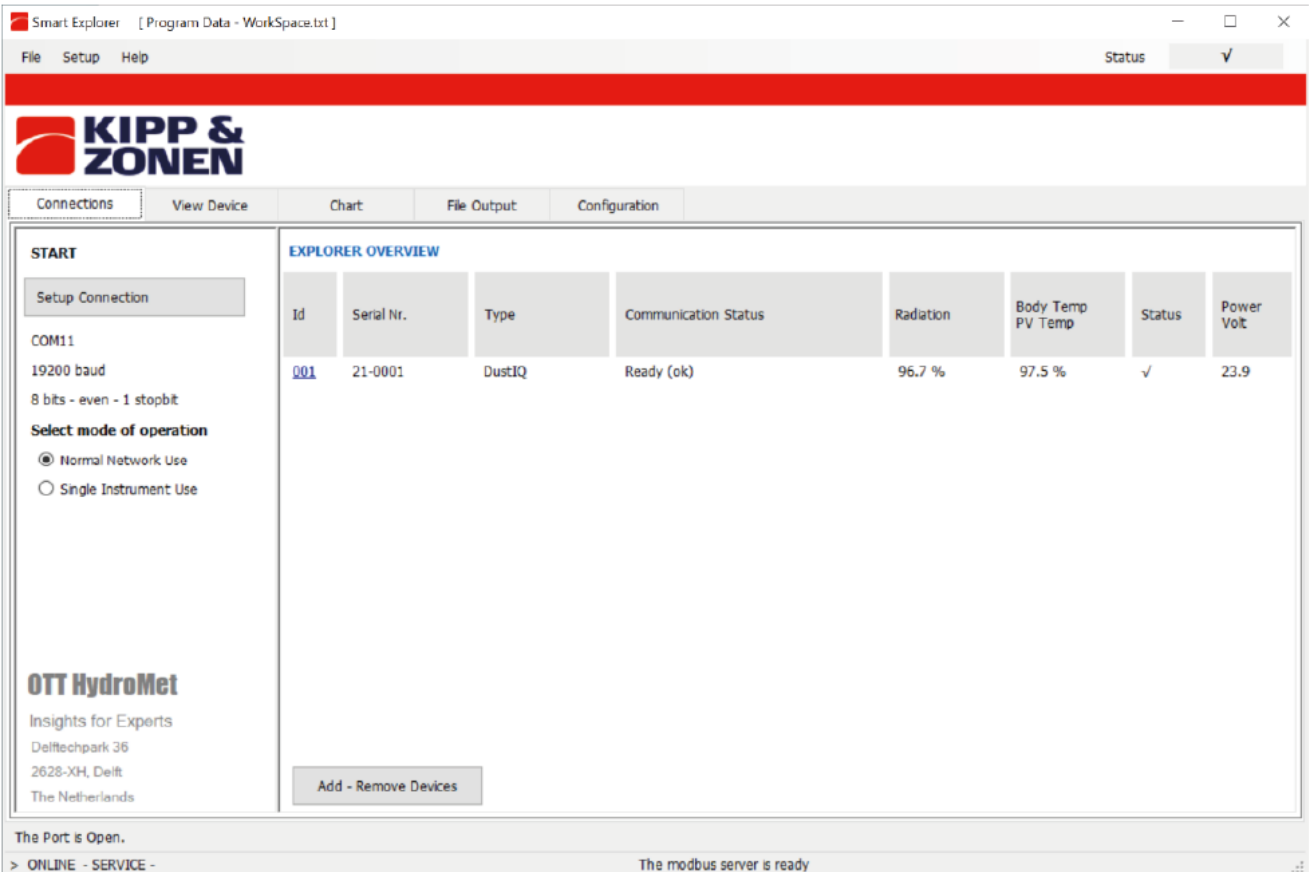 Smart Explorer [ Program Data - WorkSpace.txt ]
File Setup Help Status √
KIPP &
ZONEN
Connections View Device Chart File Output Configuration
START
Setup Connection
COM11
19200 baud
8 bits - even - 1 stopbit
Select mode of operation
Normal Network Use
Single Instrument Use
OTT HydroMet
Insights for Experts
Delftechpark 36
2628-XH, Delft
The Netherlands
EXPLORER OVERVIEW
Id Serial Nr. Type Communication Status Radiation Body Temp PV Temp Status Power Volt
001 21-0001 DustIQ Ready (ok) 96.7 % 97.5 % √ 23.9
Add - Remove Devices
The Port is Open.
> ONLINE - SERVICE - The modbus server is ready